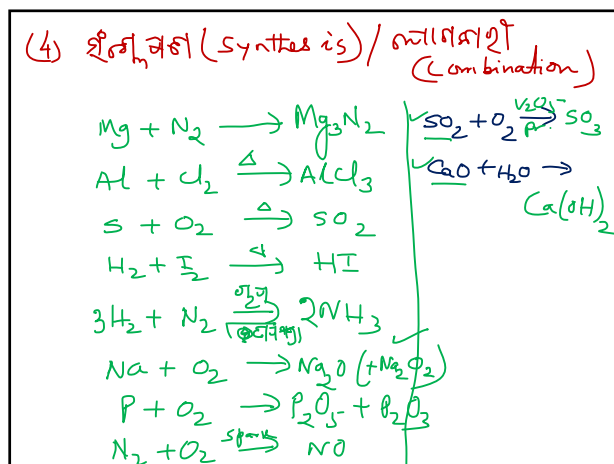 (4) সংশ্লেষণ (Synthesis) /
(Combination)
Mg + N₂ ⟶ Mg₃N₂
Al + Cl₂ —Δ→ AlCl₃
S + O₂ —Δ→ SO₂
H₂ + I₂ —Δ→ HI
3H₂ + N₂ ⇌ 2NH₃
Na + O₂ ⟶ Na₂O (+Na₂O₂)
P + O₂ ⟶ P₂O₅ + P₂O₃
N₂ + O₂ —spark→ NO
✓SO₂ + O₂ —V₂O₅→ SO₃
✓CaO + H₂O ⟶
Ca(OH)₂